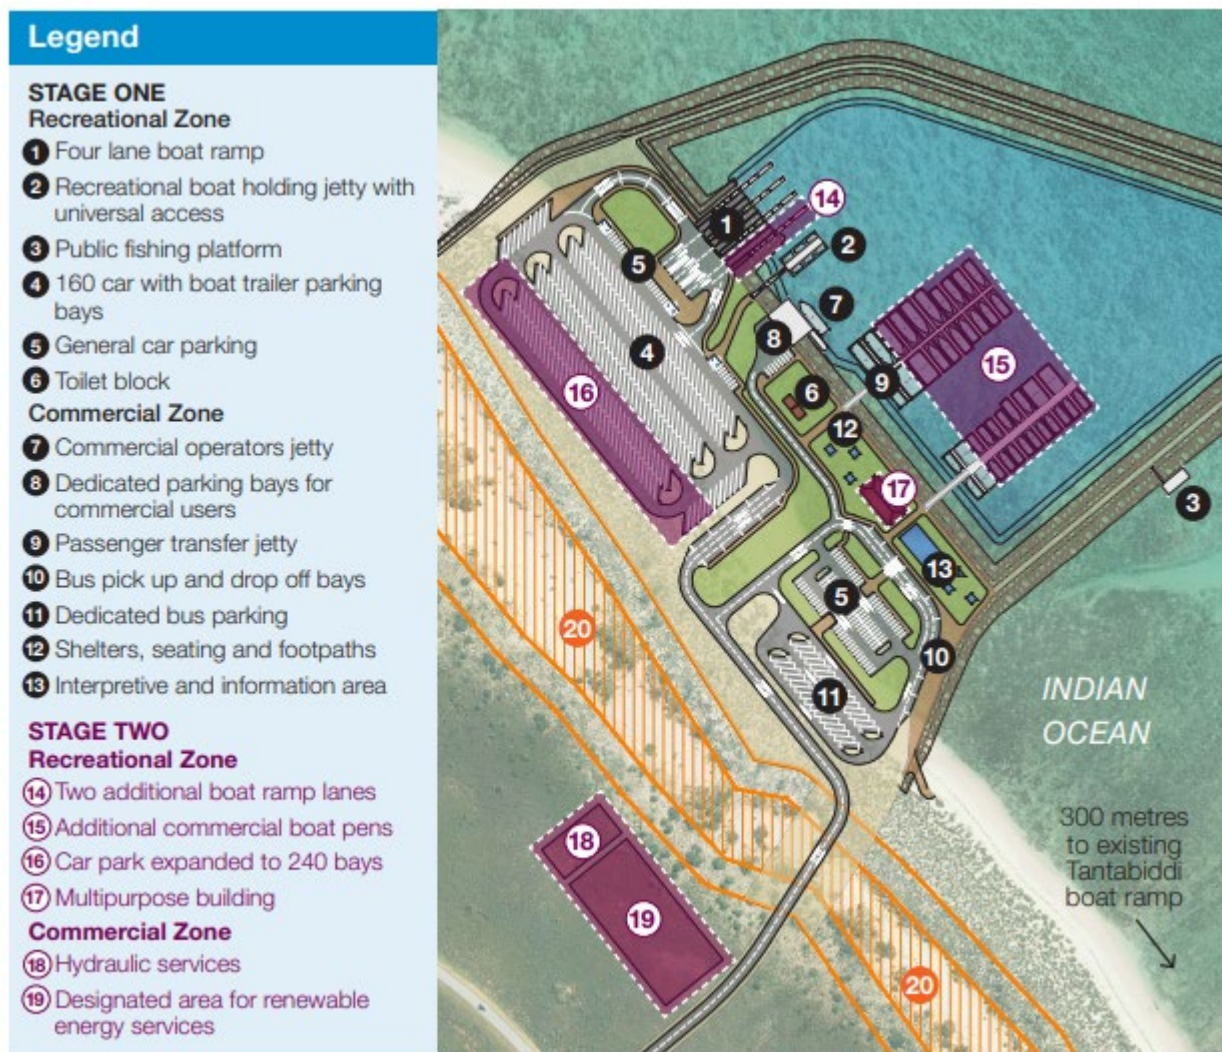 Legend
STAGE ONE
Recreational Zone
1 Four lane boat ramp
2 Recreational boat holding jetty with
universal access
3 Public fishing platform
4 160 car with boat trailer parking
bays
5 General car parking
6 Toilet block
Commercial Zone
7 Commercial operators jetty
8 Dedicated parking bays for
commercial users
9 Passenger transfer jetty
10 Bus pick up and drop off bays
11 Dedicated bus parking
12 Shelters, seating and footpaths
13 Interpretive and information area
STAGE TWO
Recreational Zone
14 Two additional boat ramp lanes
15 Additional commercial boat pens
16 Car park expanded to 240 bays
17 Multipurpose building
Commercial Zone
18 Hydraulic services
19 Designated area for renewable
energy services
14
1
2
5
7
8
4
15
9
16
6
12
17
3
13
5
20
10
11
INDIAN
OCEAN
300 metres
to existing
Tantabiddi
boat ramp
18
19
20